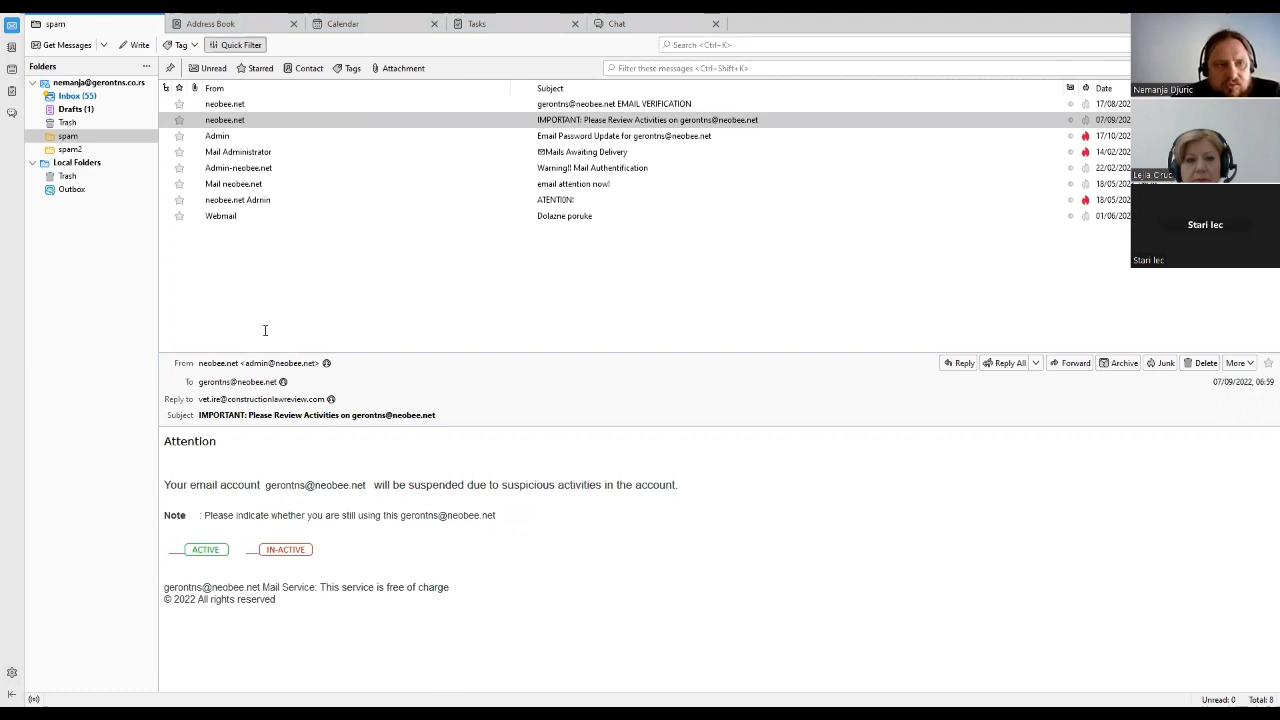 spam
Address Book
Calendar
Tasks
Chat
Get Messages
Write
Tag
Quick Filter
Search <Ctrl+K>
Folders
Unread
Starred
Contact
Tags
Attachment
Filter these messages <Ctrl+Shift+K>
nemanja@gerontns.co.rs
Inbox (55)
Drafts (1)
Trash
spam
spam2
Local Folders
Trash
Outbox
From Subject Date
neobee.net gerontns@neobee.net EMAIL VERIFICATION 17/08/202
neobee.net IMPORTANT: Please Review Activities on gerontns@neobee.net 07/09/202
Admin Email Password Update for gerontns@neobee.net 17/10/202
Mail Administrator ✉Mails Awaiting Delivery 14/02/202
Admin-neobee.net Warning!! Mail Authentification 22/02/202
Mail neobee.net email attention now! 18/05/202
neobee.net Admin ATENTI0N! 18/05/202
Webmail Dolazne poruke 01/06/202
Nemanja Djuric
Lejla Cruc
Stari lec
Stari lec
From neobee.net <admin@neobee.net>
Reply
Reply All
Forward
Archive
Junk
Delete
More
To gerontns@neobee.net
07/09/2022, 06:59
Reply to vet.ire@constructionlawreview.com
Subject IMPORTANT: Please Review Activities on gerontns@neobee.net
Attention
Your email account gerontns@neobee.net will be suspended due to suspicious activities in the account.
Note : Please indicate whether you are still using this gerontns@neobee.net
ACTIVE IN-ACTIVE
gerontns@neobee.net Mail Service: This service is free of charge
© 2022 All rights reserved
Unread: 0 Total: 8